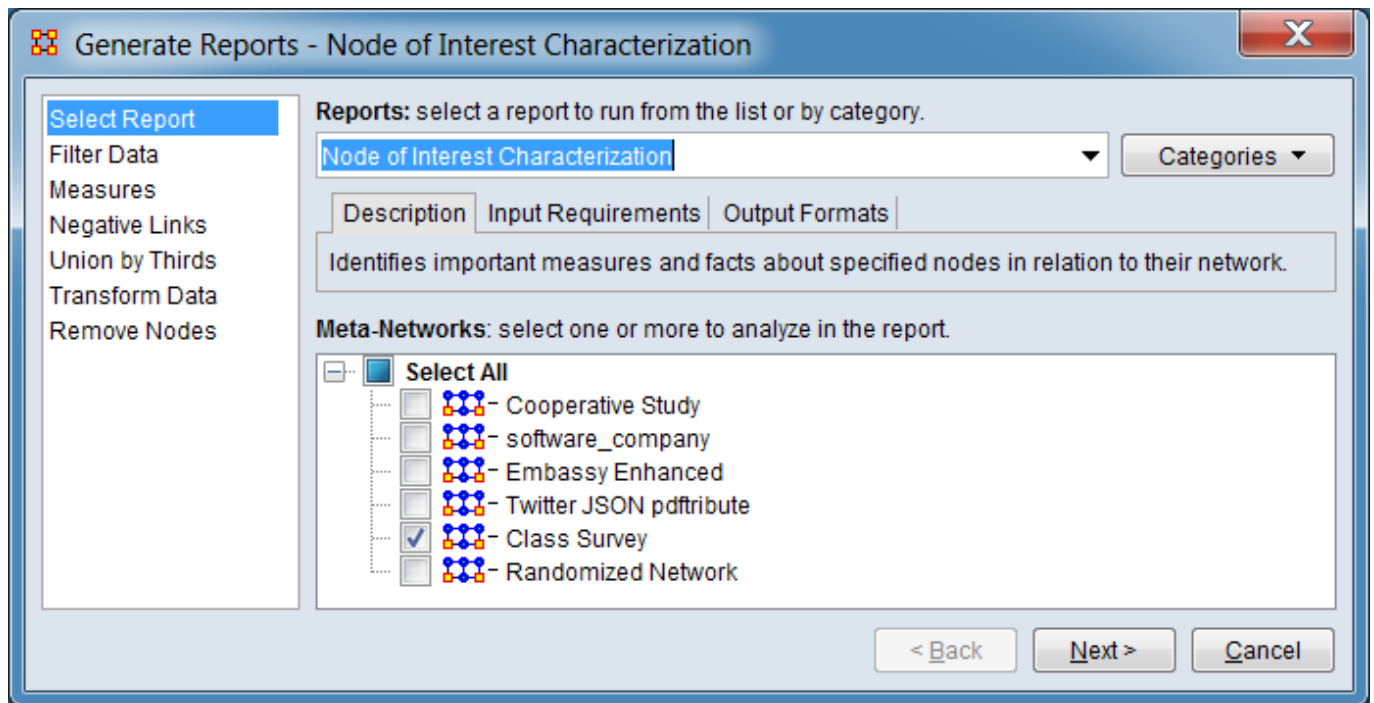 Generate Reports - Node of Interest Characterization
Select Report
Filter Data
Measures
Negative Links
Union by Thirds
Transform Data
Remove Nodes
Reports: select a report to run from the list or by category.
Node of Interest Characterization
Categories
Description Input Requirements Output Formats
Identifies important measures and facts about specified nodes in relation to their network.
Meta-Networks: select one or more to analyze in the report.
Select All
Cooperative Study
software_company
Embassy Enhanced
Twitter JSON pdftribute
Class Survey
Randomized Network
< Back Next > Cancel